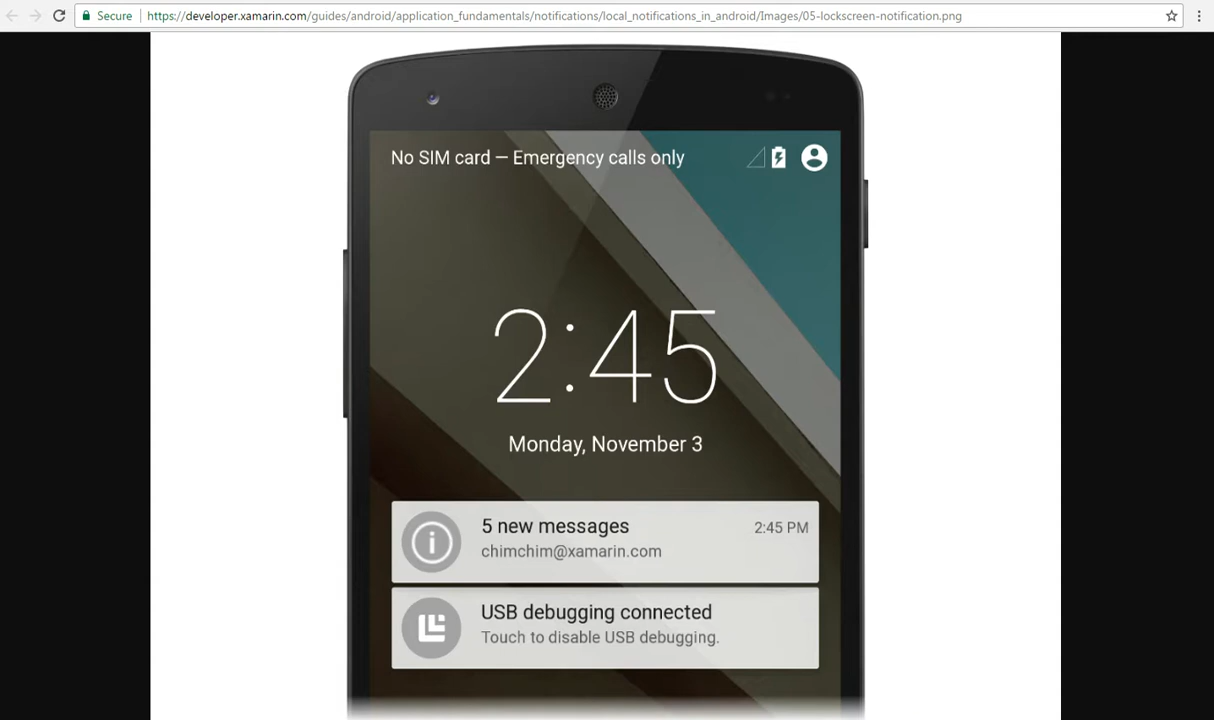 Secure
https://developer.xamarin.com/guides/android/application_fundamentals/notifications/local_notifications_in_android/Images/05-lockscreen-notification.png
No SIM card — Emergency calls only
2:45
Monday, November 3
5 new messages 2:45 PM
chimchim@xamarin.com
USB debugging connected
Touch to disable USB debugging.